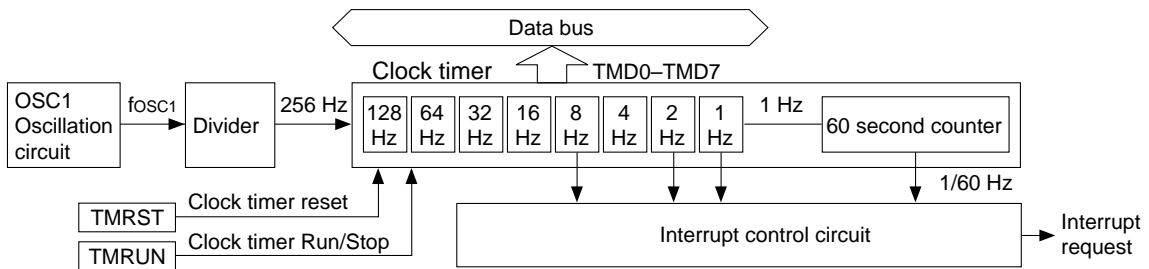 Data bus
Clock timer
TMD0–TMD7
OSC1
Oscillation
circuit
fOSC1
Divider
256 Hz
128
Hz
64
Hz
32
Hz
16
Hz
8
Hz
4
Hz
2
Hz
1
Hz
1 Hz
60 second counter
1/60 Hz
TMRST
Clock timer reset
TMRUN
Clock timer Run/Stop
Interrupt control circuit
Interrupt
request